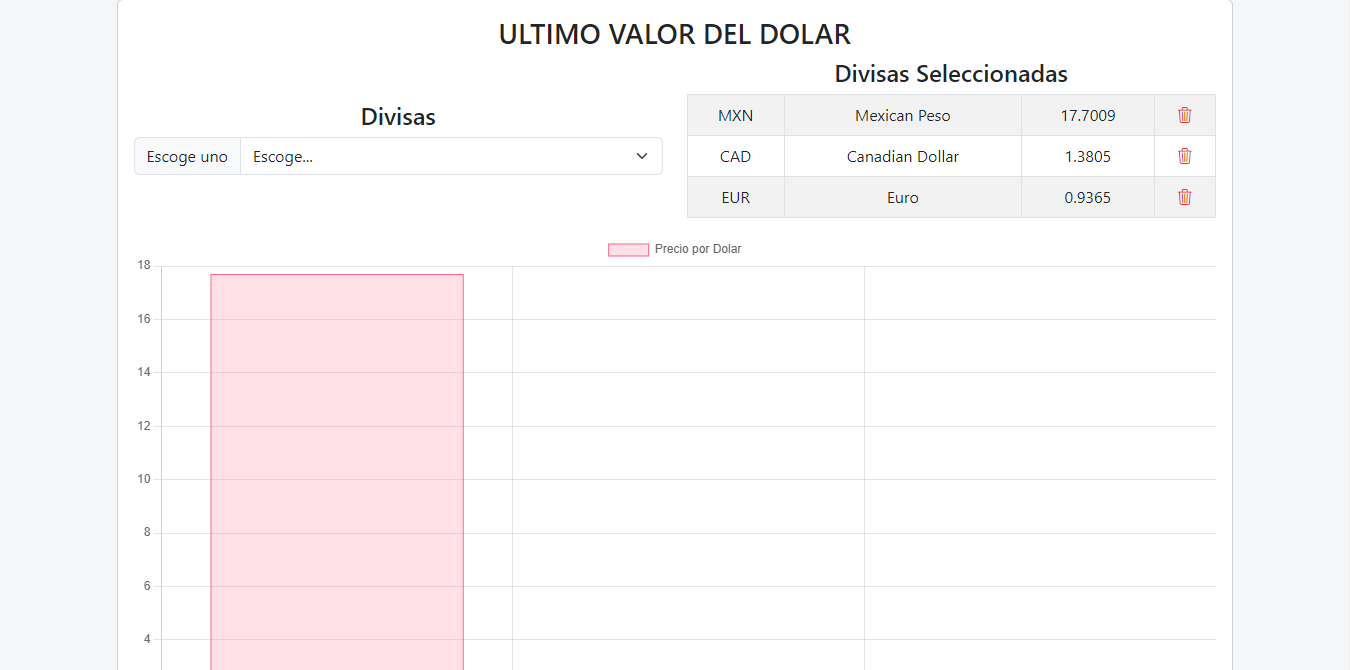 ULTIMO VALOR DEL DOLAR
Divisas
Escoge uno Escoge...
Divisas Seleccionadas
MXN Mexican Peso 17.7009
CAD Canadian Dollar 1.3805
EUR Euro 0.9365
Precio por Dolar
18
16
14
12
10
8
6
4